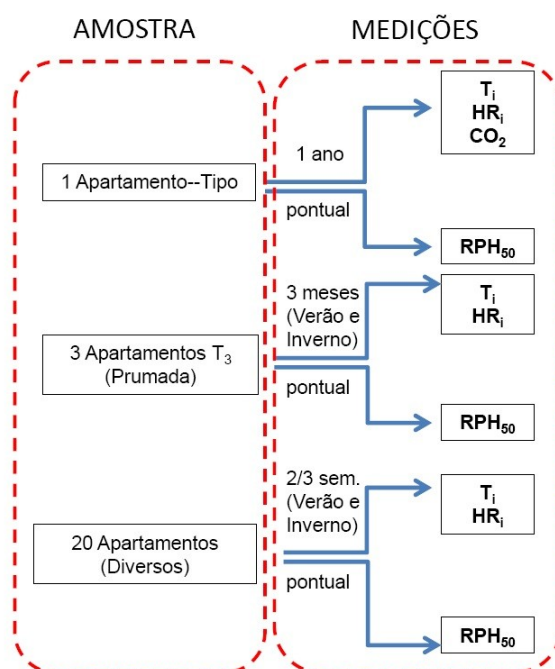 AMOSTRA
MEDIÇÕES
1 Apartamento--Tipo
1 ano
pontual
Tᵢ
HRᵢ
CO₂
RPH₅₀
3 Apartamentos T₃
(Prumada)
3 meses
(Verão e
Inverno)
pontual
Tᵢ
HRᵢ
RPH₅₀
20 Apartamentos
(Diversos)
2/3 sem.
(Verão e
Inverno)
pontual
Tᵢ
HRᵢ
RPH₅₀